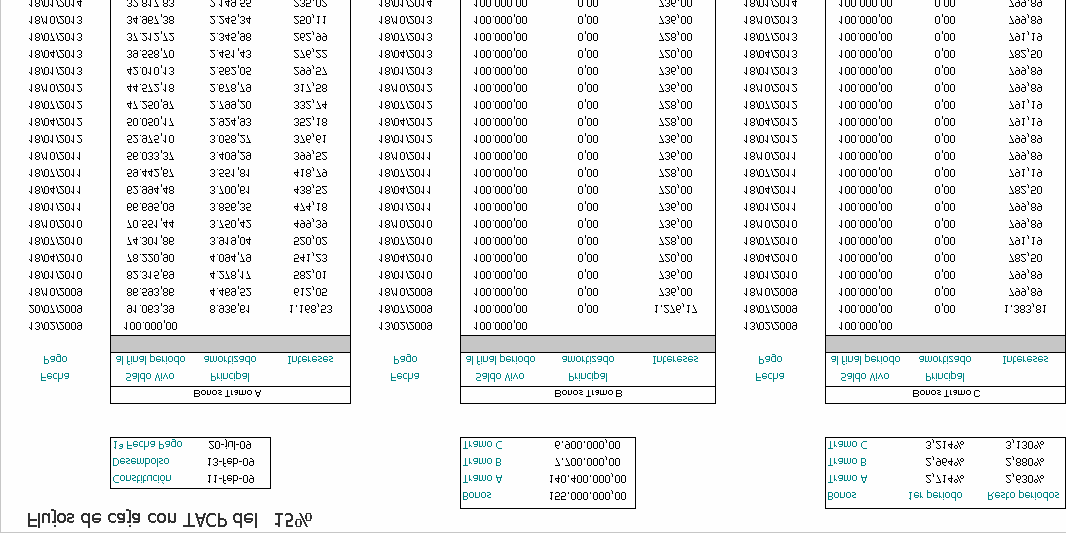 Flujos de caja con TACP del 15%
Bonos 155.000.000,00 Bonos 1er periodo Resto periodos
Constitución 11-Feb-09 Tramo A 140.400.000,00 Tramo A 2,714% 2,630%
Desembolso 13-Feb-09 Tramo B 7.700.000,00 Tramo B 2,964% 2,880%
1ª Fecha Pago 20-jul-09 Tramo C 6.900.000,00 Tramo C 3,214% 3,130%
Bonos Tramo A Bonos Tramo B Bonos Tramo C
Fecha Saldo Vivo Principal Fecha Saldo Vivo Principal Fecha Saldo Vivo Principal
Pago al final periodo amortizado Intereses Pago al final periodo amortizado Intereses Pago al final periodo amortizado Intereses
13/02/2009 100.000,00 13/02/2009 100.000,00 13/02/2009 100.000,00
20/07/2009 91.063,39 8.936,61 1.168,53 18/07/2009 100.000,00 0,00 1.276,17 18/07/2009 100.000,00 0,00 1.383,81
18/10/2009 86.593,86 4.469,52 612,05 18/10/2009 100.000,00 0,00 736,00 18/10/2009 100.000,00 0,00 799,89
18/01/2010 82.315,69 4.278,17 582,01 18/01/2010 100.000,00 0,00 736,00 18/01/2010 100.000,00 0,00 799,89
18/04/2010 78.220,90 4.094,79 541,23 18/04/2010 100.000,00 0,00 720,00 18/04/2010 100.000,00 0,00 782,50
18/07/2010 74.301,86 3.919,04 520,02 18/07/2010 100.000,00 0,00 728,00 18/07/2010 100.000,00 0,00 791,19
18/10/2010 70.551,44 3.750,42 499,39 18/10/2010 100.000,00 0,00 736,00 18/10/2010 100.000,00 0,00 799,89
18/01/2011 66.695,09 3.856,35 474,18 18/01/2011 100.000,00 0,00 736,00 18/01/2011 100.000,00 0,00 799,89
18/04/2011 62.994,48 3.700,61 438,52 18/04/2011 100.000,00 0,00 720,00 18/04/2011 100.000,00 0,00 782,50
18/07/2011 59.442,67 3.551,81 418,79 18/07/2011 100.000,00 0,00 728,00 18/07/2011 100.000,00 0,00 791,19
18/10/2011 56.033,37 3.409,29 399,52 18/10/2011 100.000,00 0,00 736,00 18/10/2011 100.000,00 0,00 799,89
18/01/2012 52.975,10 3.058,27 376,61 18/01/2012 100.000,00 0,00 736,00 18/01/2012 100.000,00 0,00 799,89
18/04/2012 50.050,17 2.924,93 352,18 18/04/2012 100.000,00 0,00 728,00 18/04/2012 100.000,00 0,00 791,19
18/07/2012 47.250,97 2.799,20 332,74 18/07/2012 100.000,00 0,00 728,00 18/07/2012 100.000,00 0,00 791,19
18/10/2012 44.572,18 2.678,79 317,58 18/10/2012 100.000,00 0,00 736,00 18/10/2012 100.000,00 0,00 799,89
18/01/2013 42.010,13 2.562,05 299,57 18/01/2013 100.000,00 0,00 736,00 18/01/2013 100.000,00 0,00 799,89
18/04/2013 39.558,70 2.451,43 276,22 18/04/2013 100.000,00 0,00 720,00 18/04/2013 100.000,00 0,00 782,50
18/07/2013 37.212,72 2.345,98 262,99 18/07/2013 100.000,00 0,00 728,00 18/07/2013 100.000,00 0,00 791,19
18/10/2013 34.967,38 2.245,34 250,11 18/10/2013 100.000,00 0,00 736,00 18/10/2013 100.000,00 0,00 799,89
18/01/2014 32.817,83 2.149,55 235,02 18/01/2014 100.000,00 0,00 736,00 18/01/2014 100.000,00 0,00 799,89